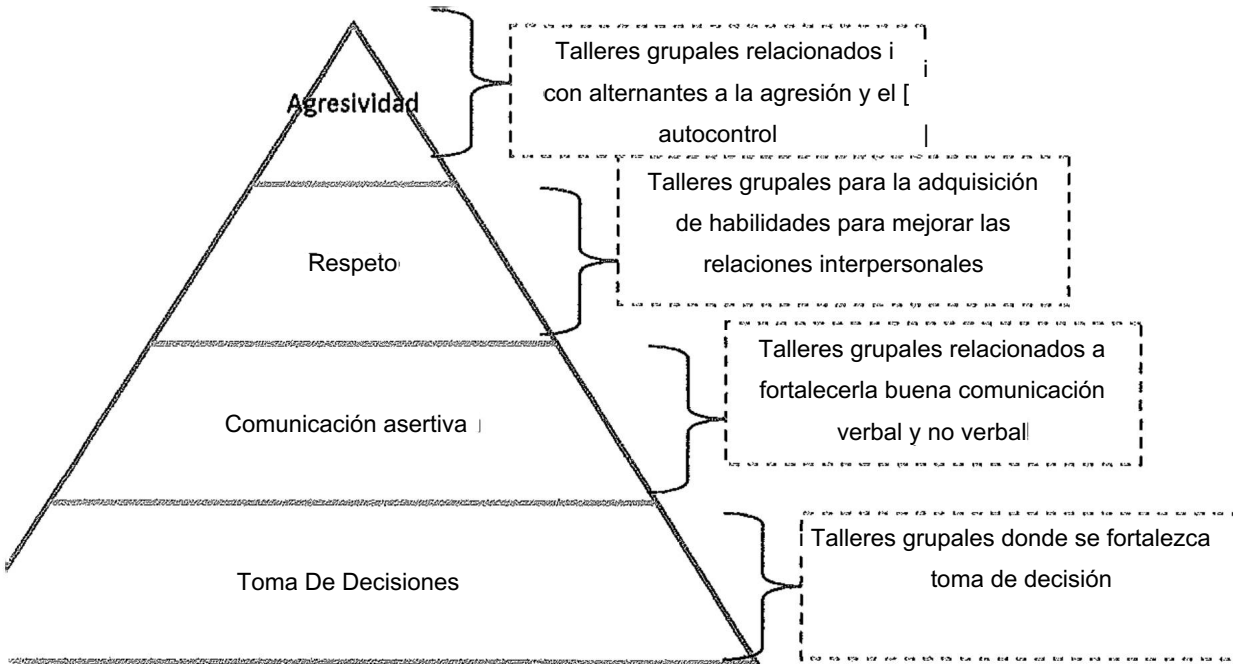 Agresividad
Talleres grupales relacionados i
i
con alternantes a la agresión y el [
autocontrol |
Respeto
Talleres grupales para la adquisición
de habilidades para mejorar las
relaciones interpersonales
Comunicación asertiva
Talleres grupales relacionados a
fortalecerla buena comunicación
verbal y no verbal
Toma De Decisiones
Talleres grupales donde se fortalezca
toma de decisión